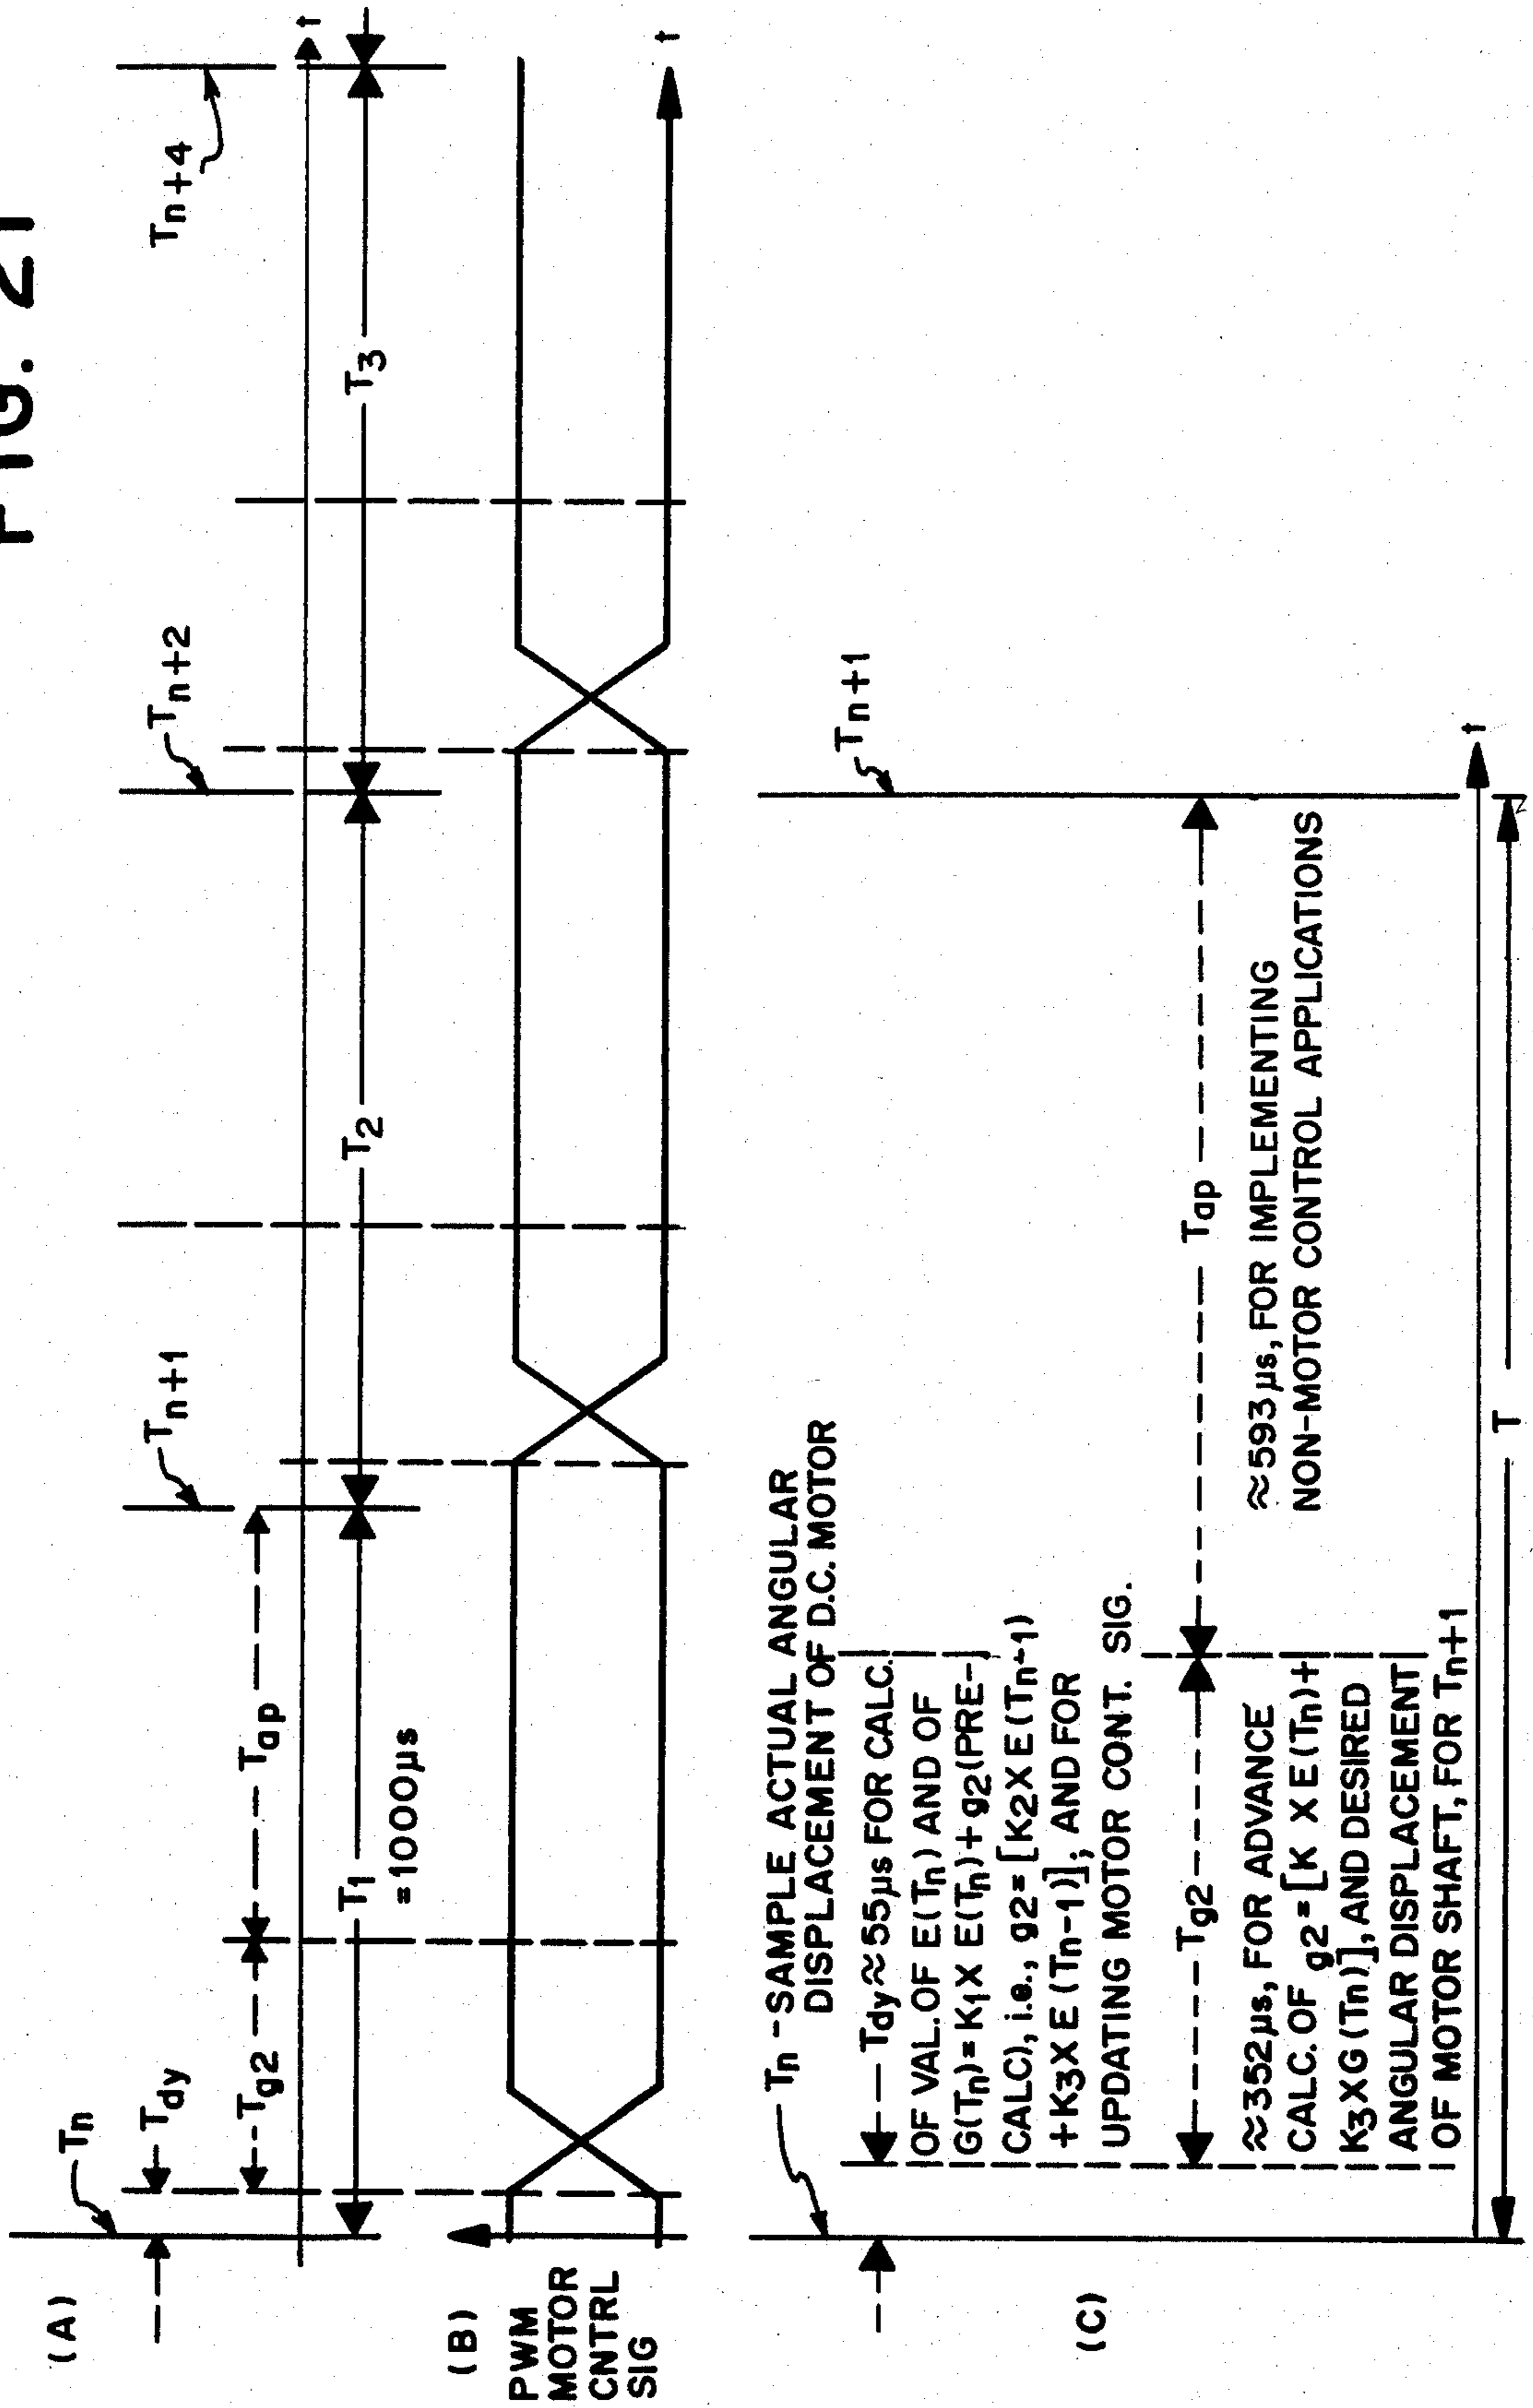 FIG. 21
(A)
Tn
Tdy
Tg2
Tap
Tn+1
Tn+2
Tn+4
t
T1
=1000µs
T2
T3
(B)
PWM
MOTOR
CNTRL
SIG
t
(C)
Tn - SAMPLE ACTUAL ANGULAR
DISPLACEMENT OF D.C. MOTOR
Tn+1
Tdy ≈ 55µs FOR CALC.
OF VAL. OF E(Tn) AND OF
G(Tn)=K1 X E(Tn)+g2(PRE-
CALC), i.e., g2=[K2 X E(Tn-1)
+K3 X E(Tn-1)]; AND FOR
UPDATING MOTOR CONT. SIG.
Tg2
Tap
≈352µs, FOR ADVANCE
CALC. OF g2=[K X E(Tn)+
K3 X G(Tn)], AND DESIRED
ANGULAR DISPLACEMENT
OF MOTOR SHAFT, FOR Tn+1
≈593µs, FOR IMPLEMENTING
NON-MOTOR CONTROL APPLICATIONS
t
T